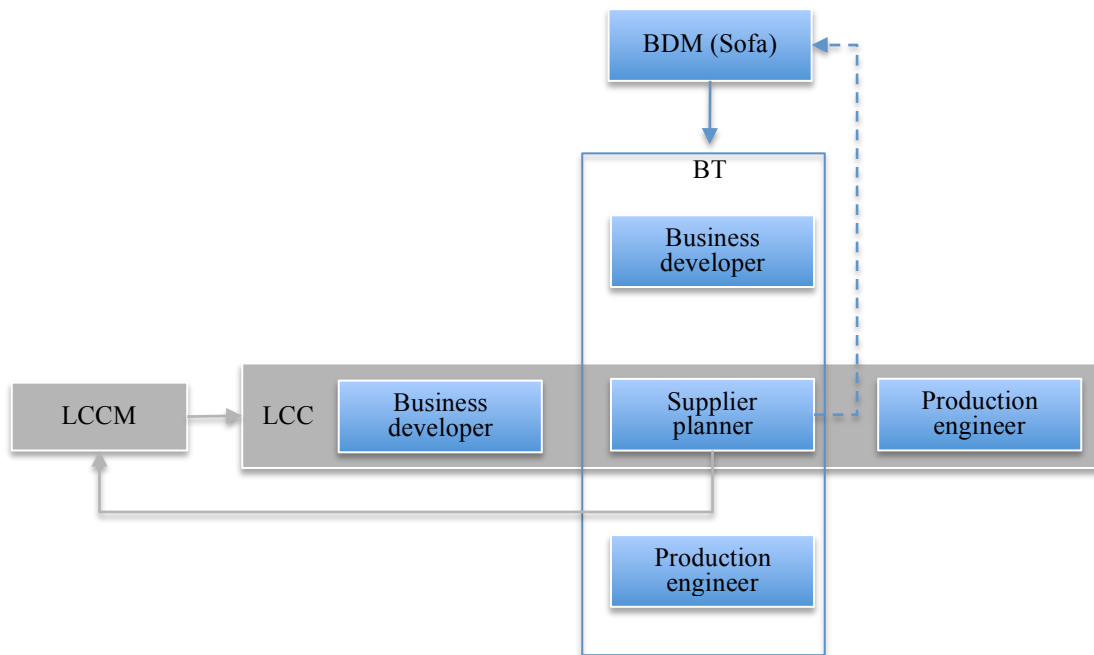 BDM (Sofa)
BT
Business
developer
LCCM
LCC
Business
developer
Supplier
planner
Production
engineer
Production
engineer